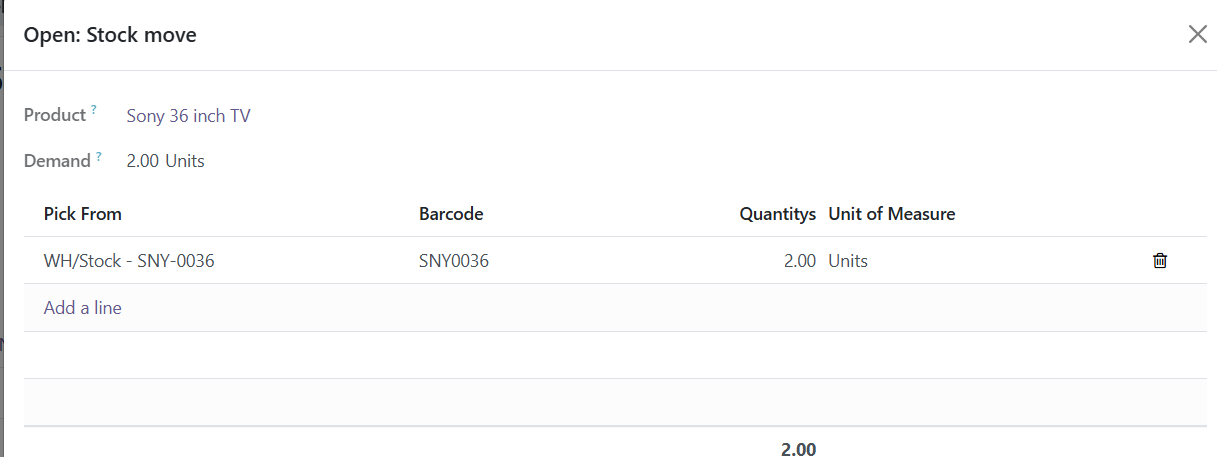 Open: Stock move
Product ? Sony 36 inch TV
Demand ? 2.00 Units
Pick From Barcode Quantitys Unit of Measure
WH/Stock - SNY-0036 SNY0036 2.00 Units
Add a line
2.00